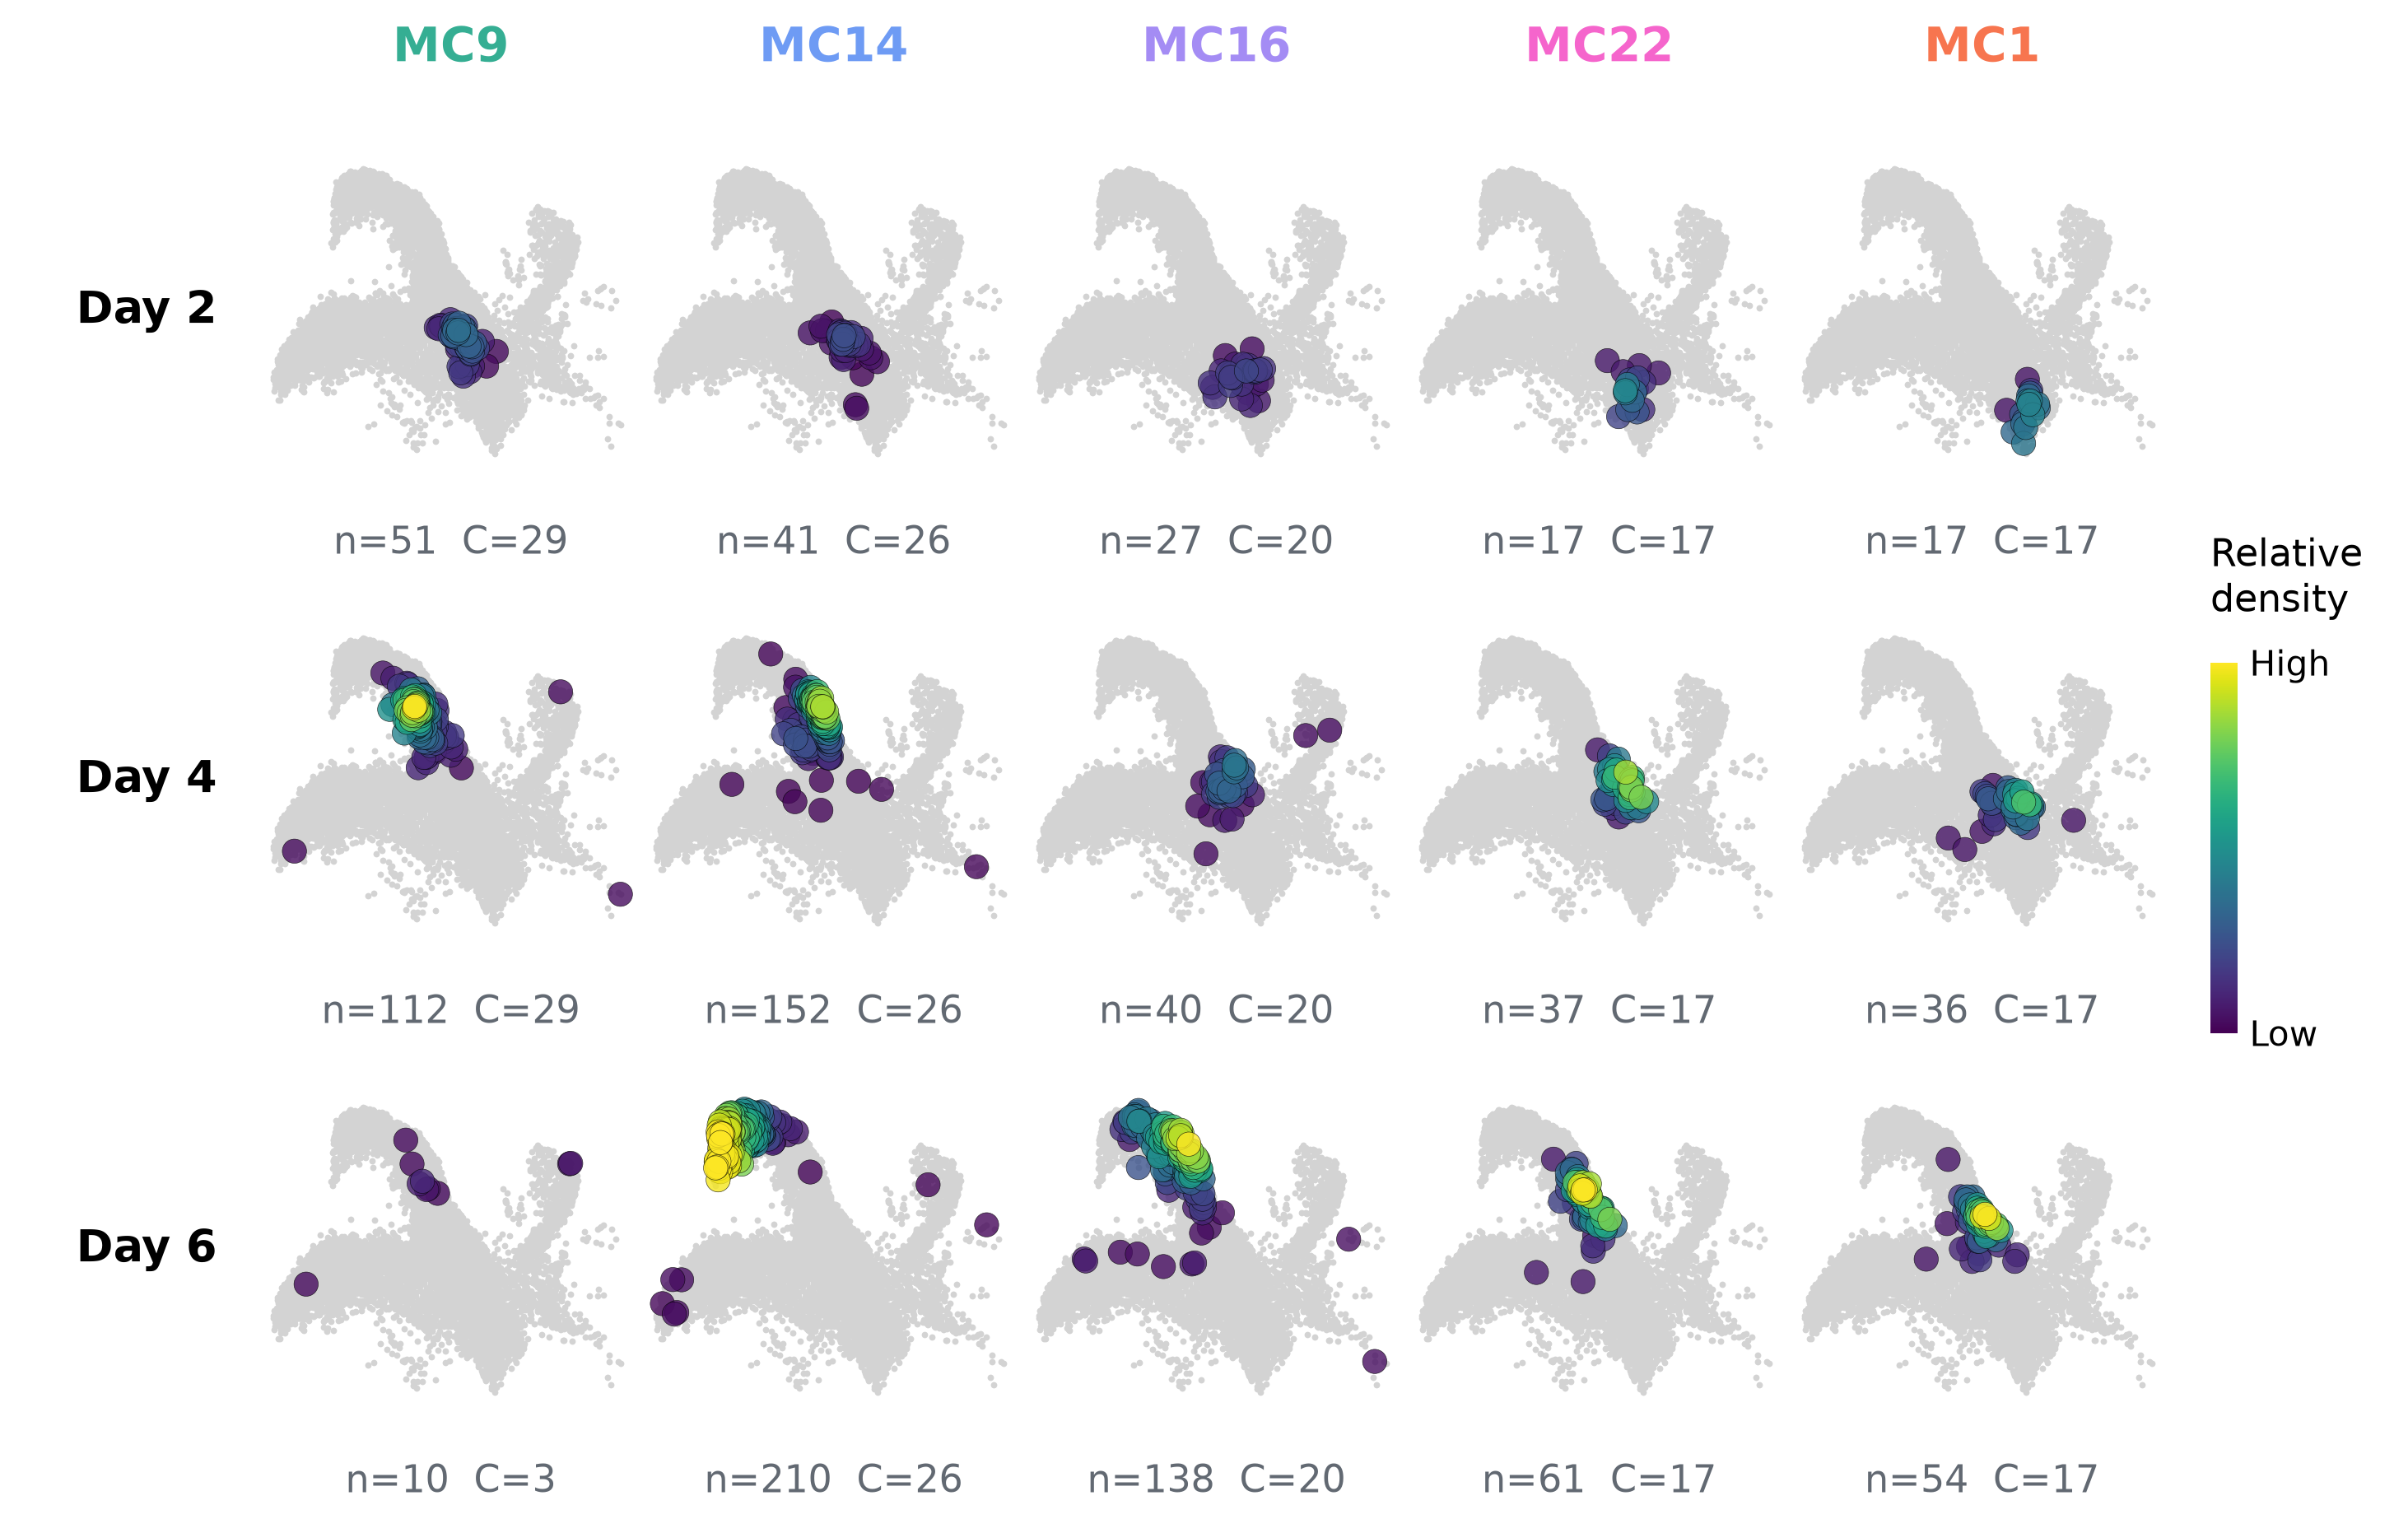 MC9 MC14 MC16 MC22 MC1
Day 2
n=51 C=29 n=41 C=26 n=27 C=20 n=17 C=17 n=17 C=17
Relative
density
High
Low
Day 4
n=112 C=29 n=152 C=26 n=40 C=20 n=37 C=17 n=36 C=17
Day 6
n=10 C=3 n=210 C=26 n=138 C=20 n=61 C=17 n=54 C=17